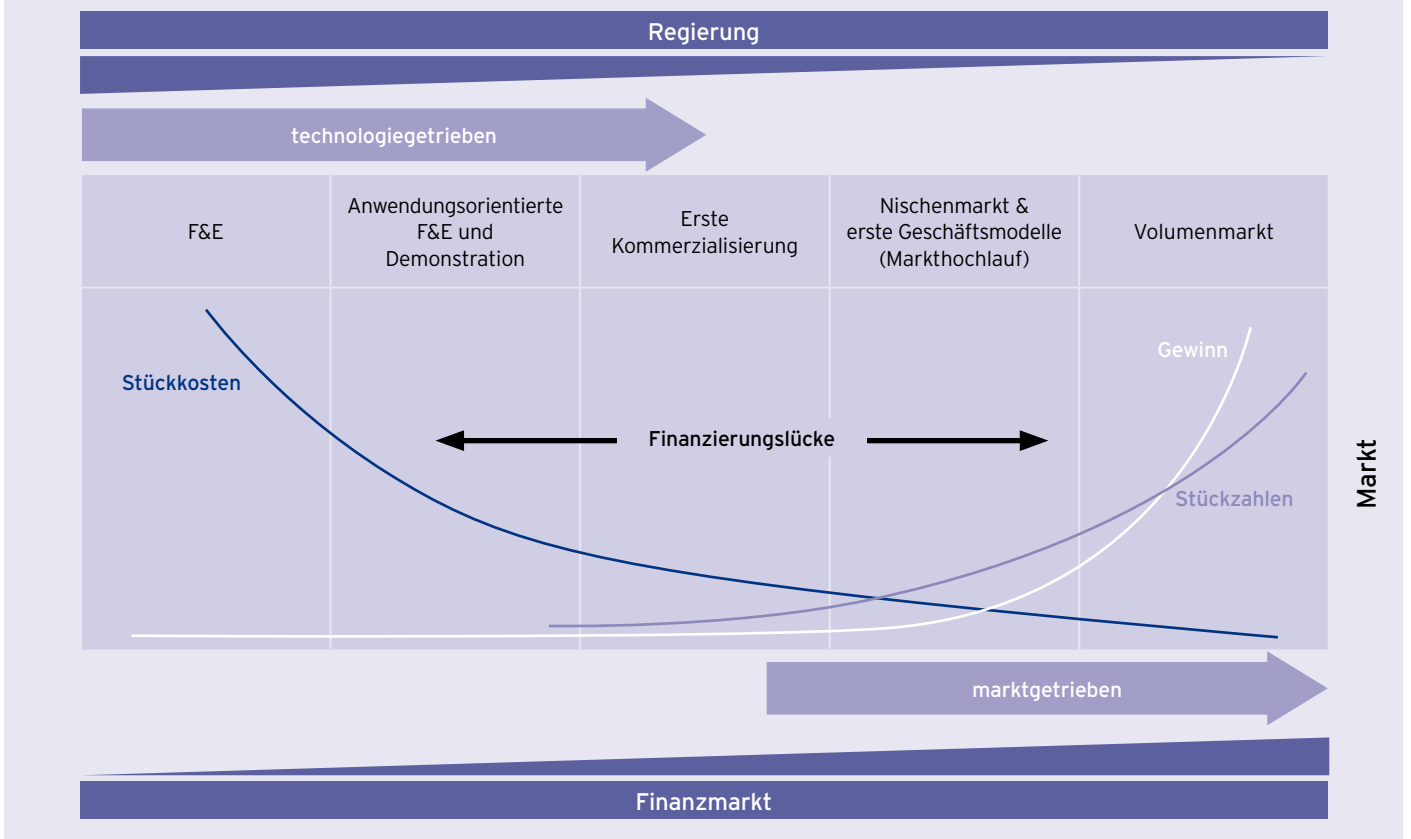 Regierung
technologiegetrieben
F&E
Anwendungsorientierte
F&E und
Demonstration
Erste
Kommerzialisierung
Nischenmarkt &
erste Geschäftsmodelle
(Markthochlauf)
Volumenmarkt
Gewinn
Stückkosten
Finanzierungslücke
Stückzahlen
Markt
marktgetrieben
Finanzmarkt